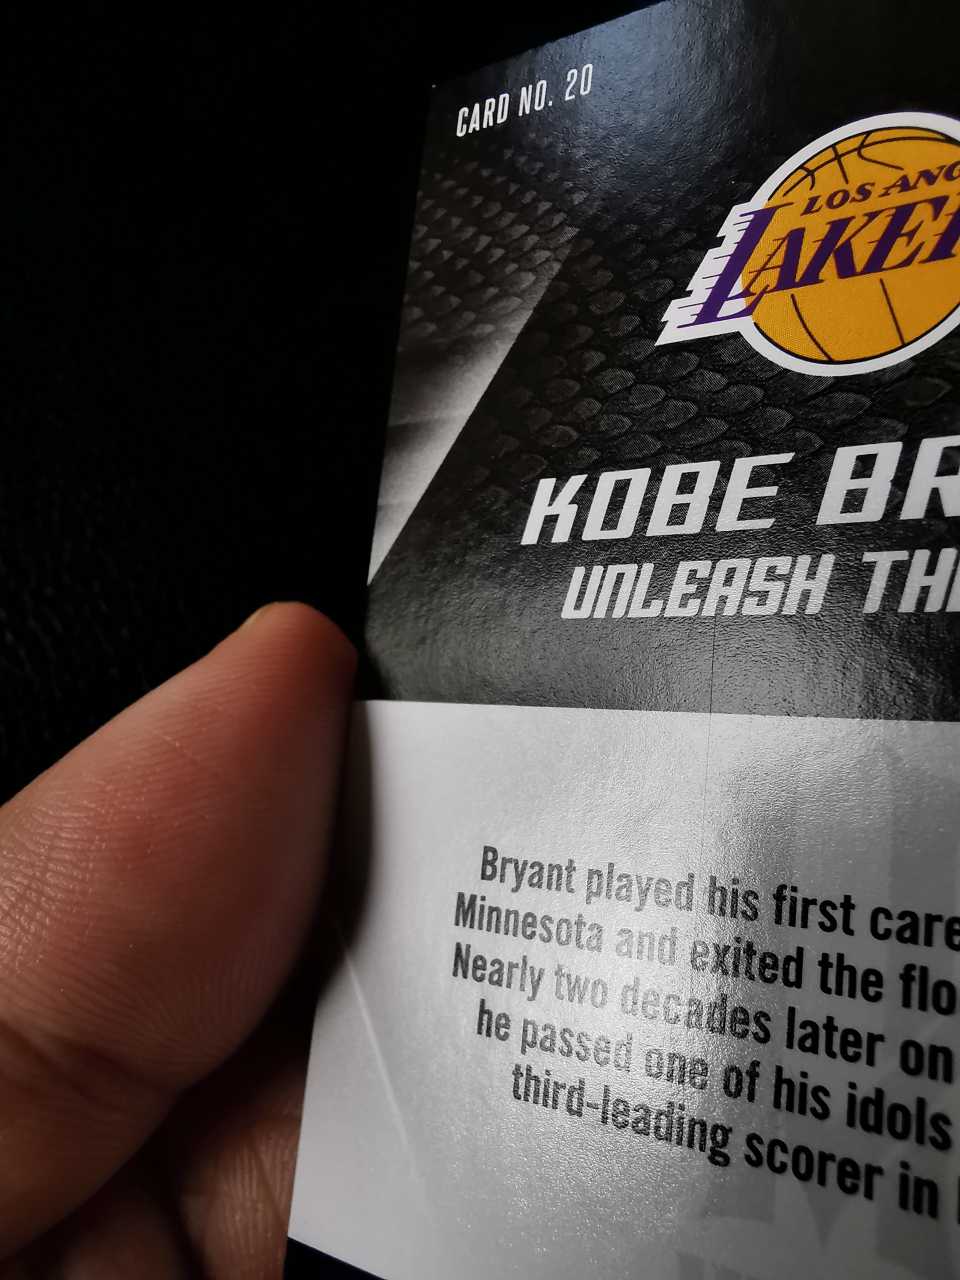 CARD NO. 20
LOS ANG
LAKE
KOBE BR
UNLEASH TH
Bryant played his first care
Minnesota and exited the flo
Nearly two decades later on
he passed one of his idols
third-leading scorer in